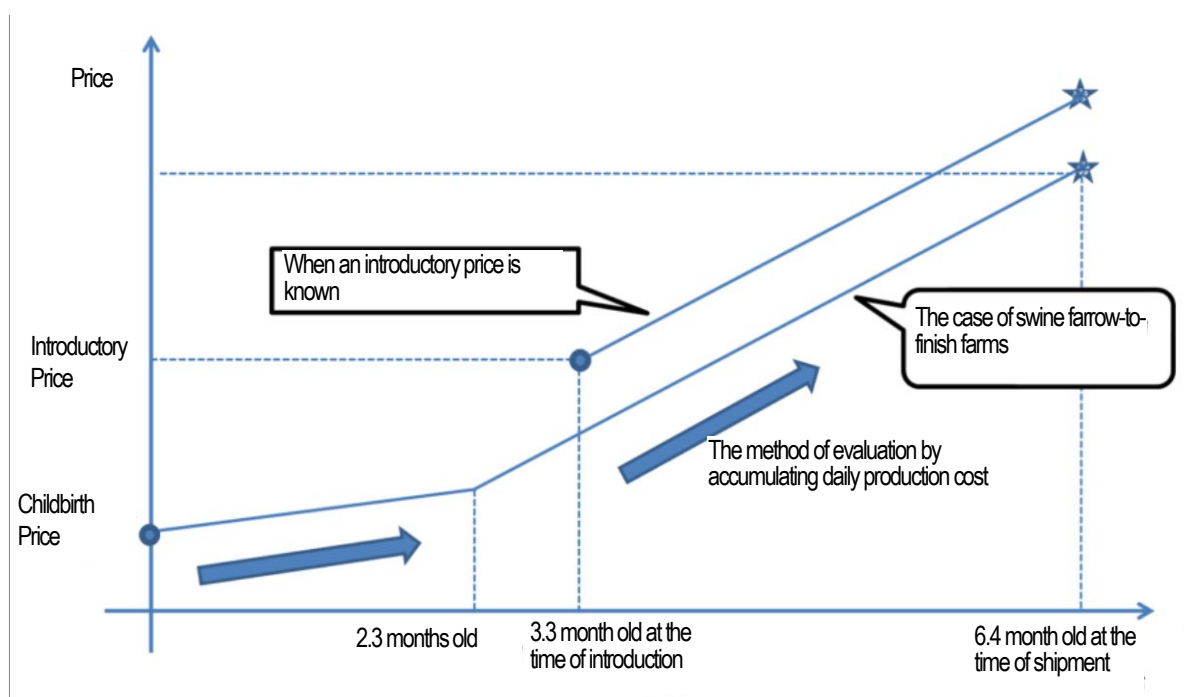 Price
When an introductory price is
known
The case of swine farrow-to-
finish farms
Introductory
Price
The method of evaluation by
accumulating daily production cost
Childbirth
Price
2.3 months old
3.3 month old at the
time of introduction
6.4 month old at the
time of shipment